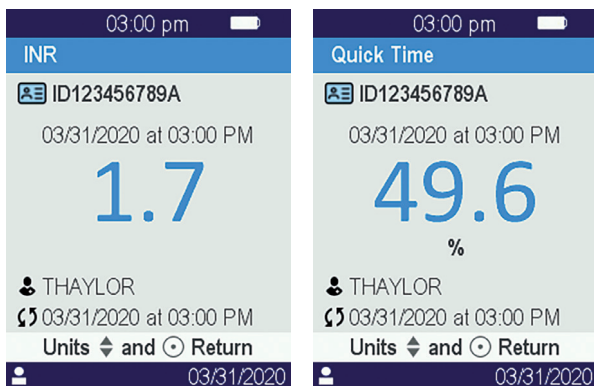 03:00 pm
INR
ID123456789A
03/31/2020 at 03:00 PM
1.7
THAYLOR
03/31/2020 at 03:00 PM
Units and Return
03/31/2020
03:00 pm
Quick Time
ID123456789A
03/31/2020 at 03:00 PM
49.6
%
THAYLOR
03/31/2020 at 03:00 PM
Units and Return
03/31/2020